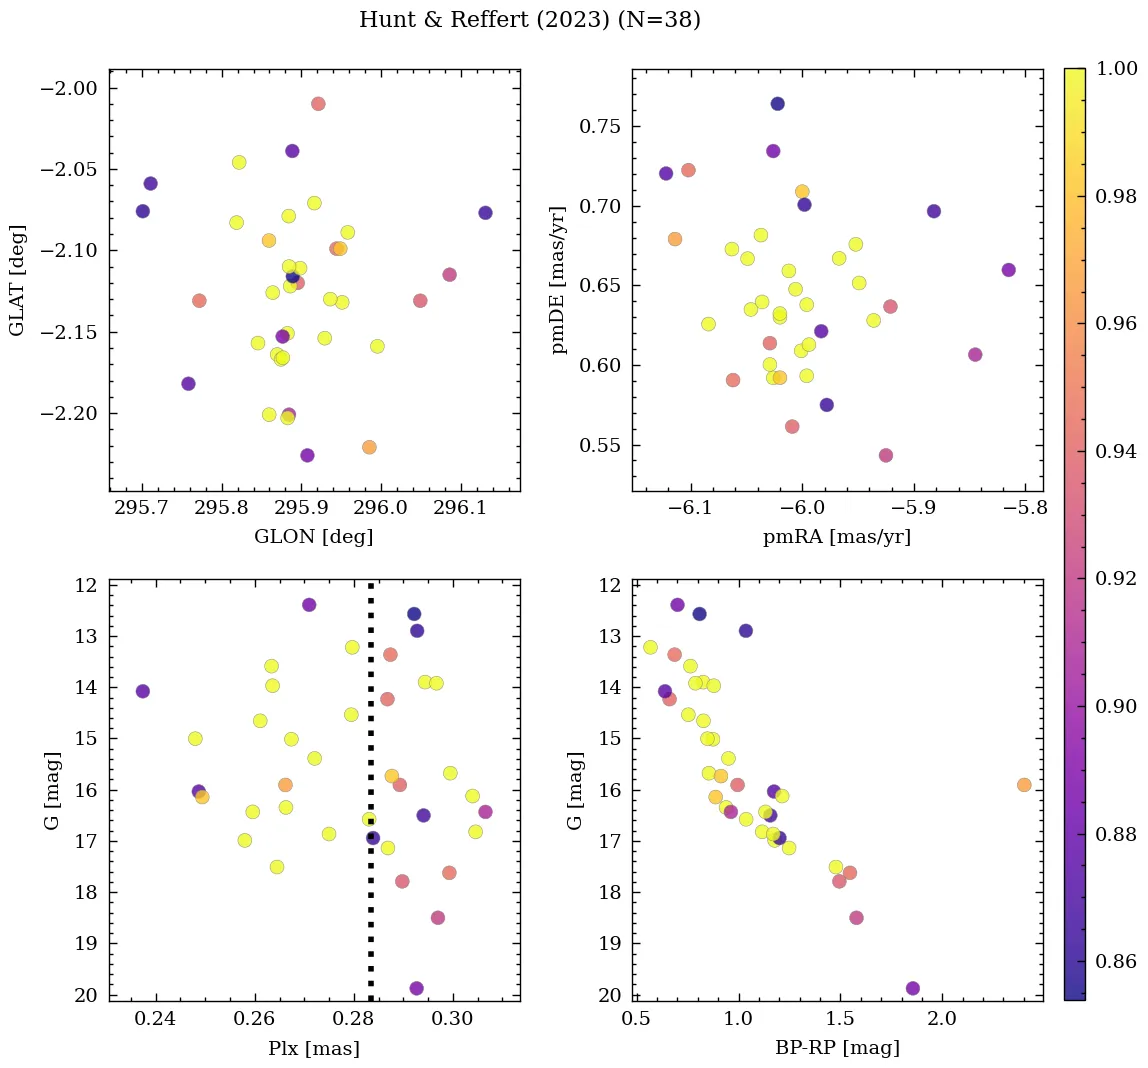 Hunt & Reffert (2023) (N=38)
−2.00
−2.05
−2.10
−2.15
−2.20
GLAT [deg]
295.7 295.8 295.9 296.0 296.1
GLON [deg]
0.75
0.70
0.65
0.60
0.55
pmDE [mas/yr]
−6.1 −6.0 −5.9 −5.8
pmRA [mas/yr]
1.00
0.98
0.96
0.94
0.92
0.90
0.88
0.86
12
13
14
15
16
17
18
19
20
G [mag]
0.24 0.26 0.28 0.30
Plx [mas]
12
13
14
15
16
17
18
19
20
G [mag]
0.5 1.0 1.5 2.0
BP-RP [mag]